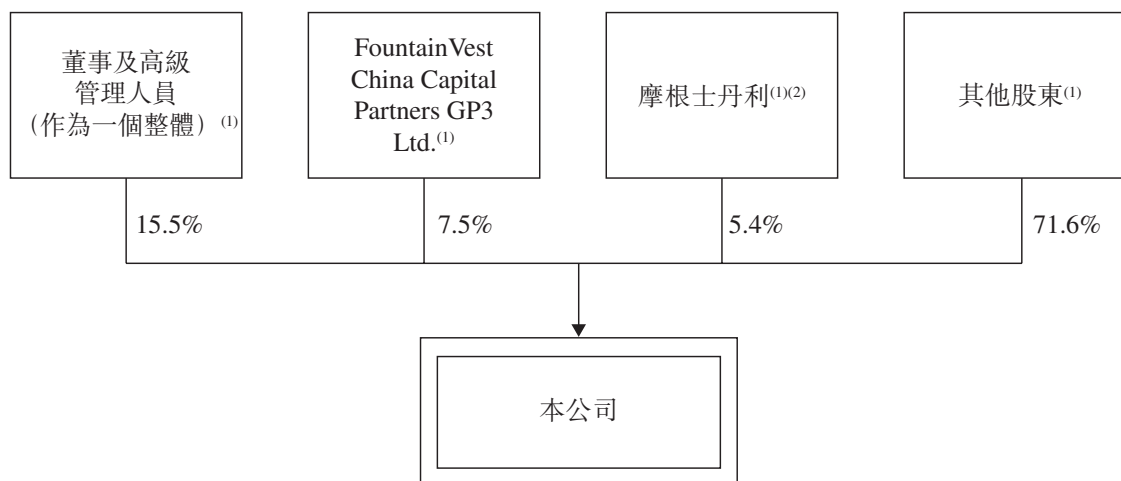 董事及高級
管理人員
（作為一個整體）(1)
FountainVest
China Capital
Partners GP3
Ltd.(1)
摩根士丹利(1)(2)
其他股東(1)
15.5%
7.5%
5.4%
71.6%
本公司